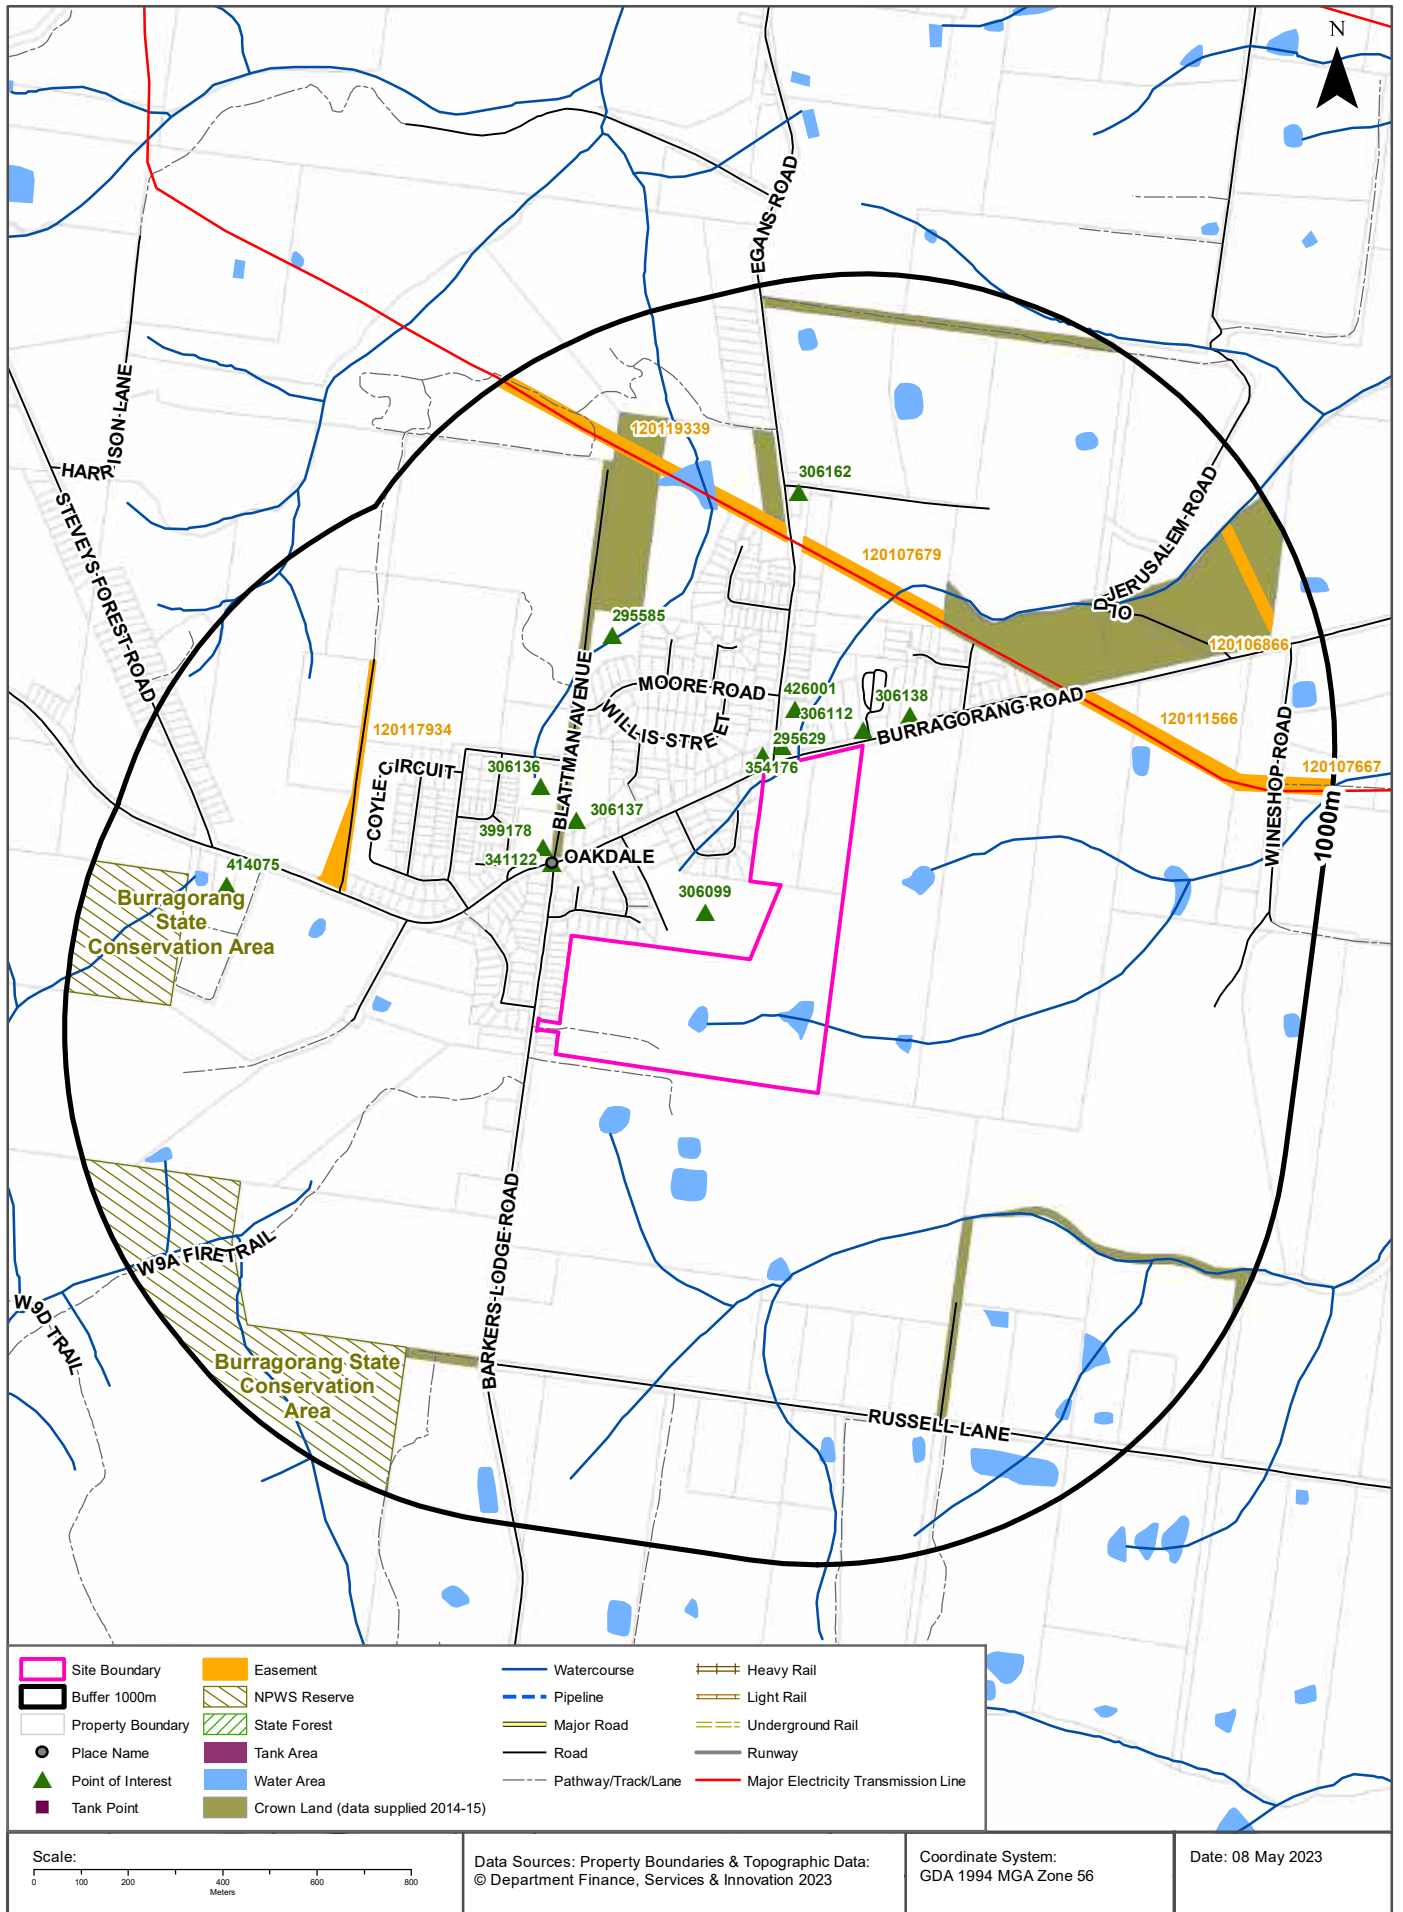 N
EGANS ROAD
HARRISON LANE
STEVEYS FOREST ROAD
120119339
306162
120107679
OLD JERUSALEM ROAD
295585
120106866
BLATTMAN AVENUE
MOORE ROAD
426001
306138
306112
WILLIS STREET
BURRAGORANG ROAD
120111566
120117934
295629
354176
120107667
WINESHOP ROAD
1000m
COYLE CIRCUIT
306136
306137
399178
341122
OAKDALE
414075
306099
Burragorang
State
Conservation Area
BARKERS LODGE ROAD
W9A FIRETRAIL
W9D TRAIL
Burragorang State
Conservation
Area
RUSSELL LANE
Site Boundary
Buffer 1000m
Property Boundary
Place Name
Point of Interest
Tank Point
Easement
NPWS Reserve
State Forest
Tank Area
Water Area
Crown Land (data supplied 2014-15)
Watercourse
Pipeline
Major Road
Road
Pathway/Track/Lane
Heavy Rail
Light Rail
Underground Rail
Runway
Major Electricity Transmission Line
Scale:
0 100 200 400 600 800
Meters
Data Sources: Property Boundaries & Topographic Data:
© Department Finance, Services & Innovation 2023
Coordinate System:
GDA 1994 MGA Zone 56
Date: 08 May 2023